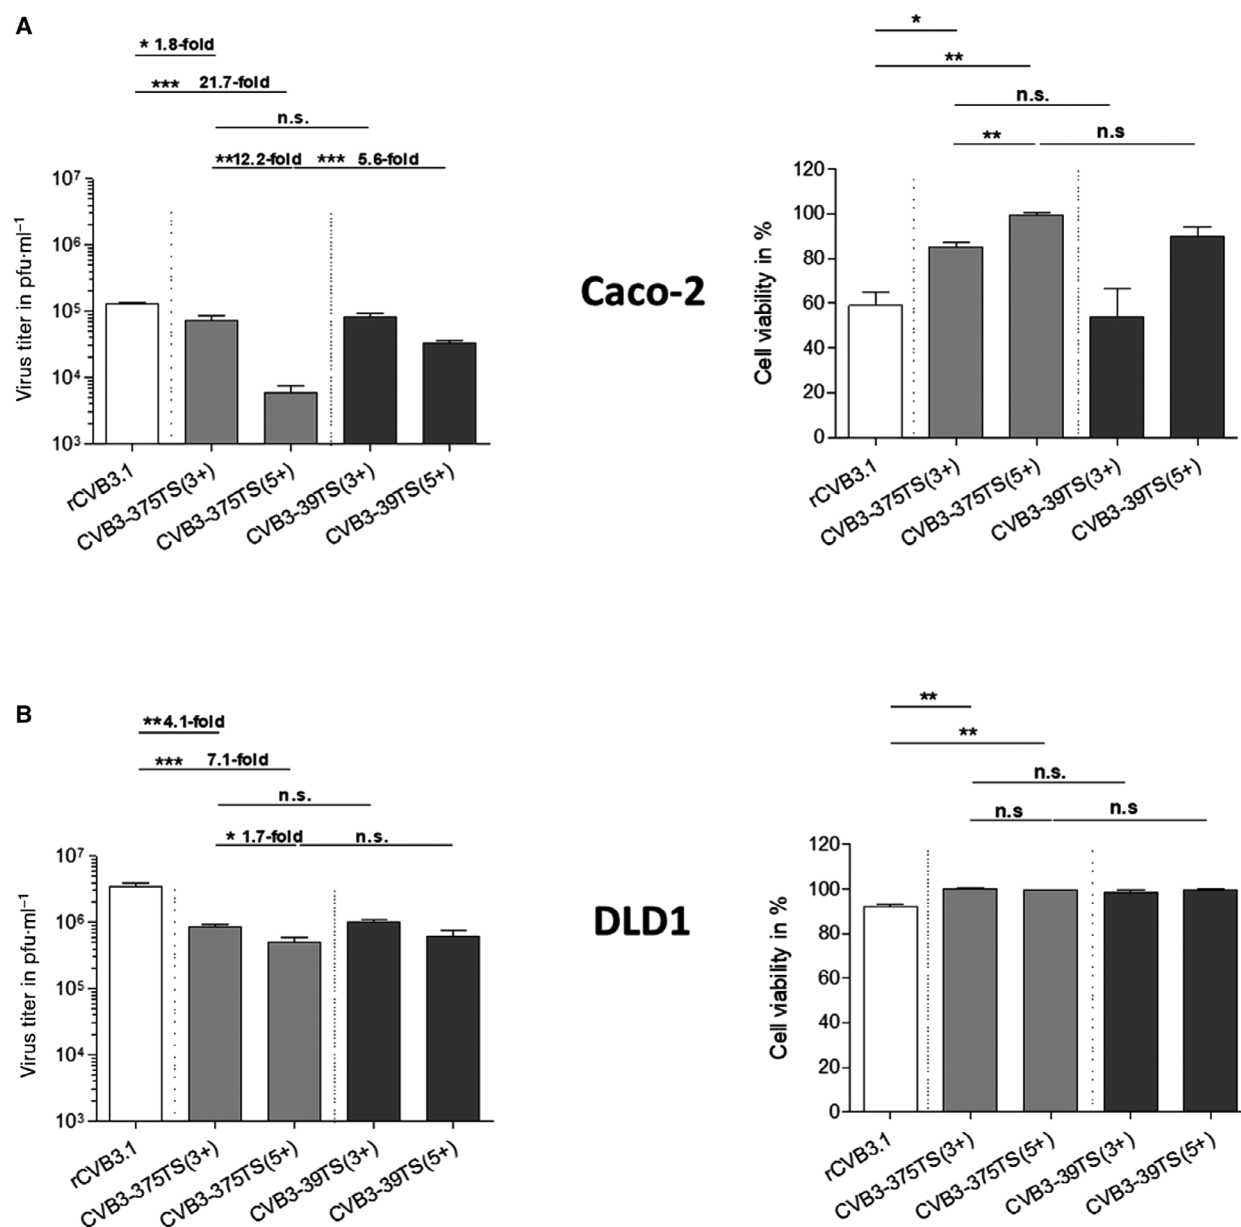 A
* 1.8-fold
*** 21.7-fold
n.s.
**12.2-fold *** 5.6-fold
10⁷
10⁶
10⁵
10⁴
10³
Virus titer in pfu·ml⁻¹
rCVB3.1
CVB3-375TS(3+)
CVB3-375TS(5+)
CVB3-39TS(3+)
CVB3-39TS(5+)
Caco-2
*
**
n.s.
** n.s
120
100
80
60
40
20
0
Cell viability in %
rCVB3.1
CVB3-375TS(3+)
CVB3-375TS(5+)
CVB3-39TS(3+)
CVB3-39TS(5+)
B
**4.1-fold
*** 7.1-fold
n.s.
* 1.7-fold n.s.
10⁷
10⁶
10⁵
10⁴
10³
Virus titer in pfu·ml⁻¹
rCVB3.1
CVB3-375TS(3+)
CVB3-375TS(5+)
CVB3-39TS(3+)
CVB3-39TS(5+)
DLD1
**
**
n.s.
n.s n.s
120
100
80
60
40
20
0
Cell viability in %
rCVB3.1
CVB3-375TS(3+)
CVB3-375TS(5+)
CVB3-39TS(3+)
CVB3-39TS(5+)